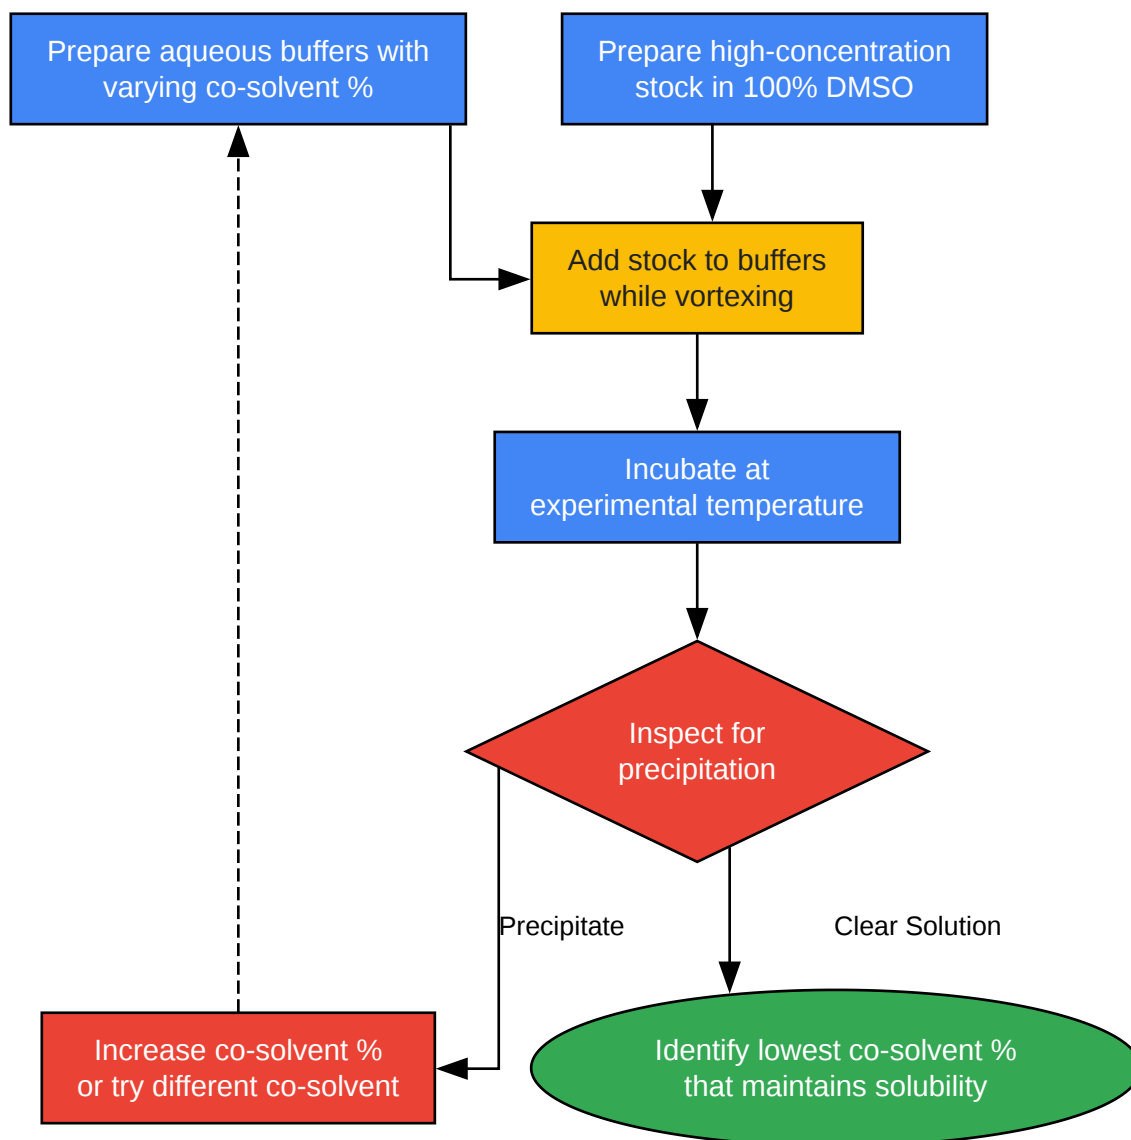 Prepare aqueous buffers with
varying co-solvent %
Prepare high-concentration
stock in 100% DMSO
Add stock to buffers
while vortexing
Incubate at
experimental temperature
Inspect for
precipitation
Precipitate
Clear Solution
Increase co-solvent %
or try different co-solvent
Identify lowest co-solvent %
that maintains solubility